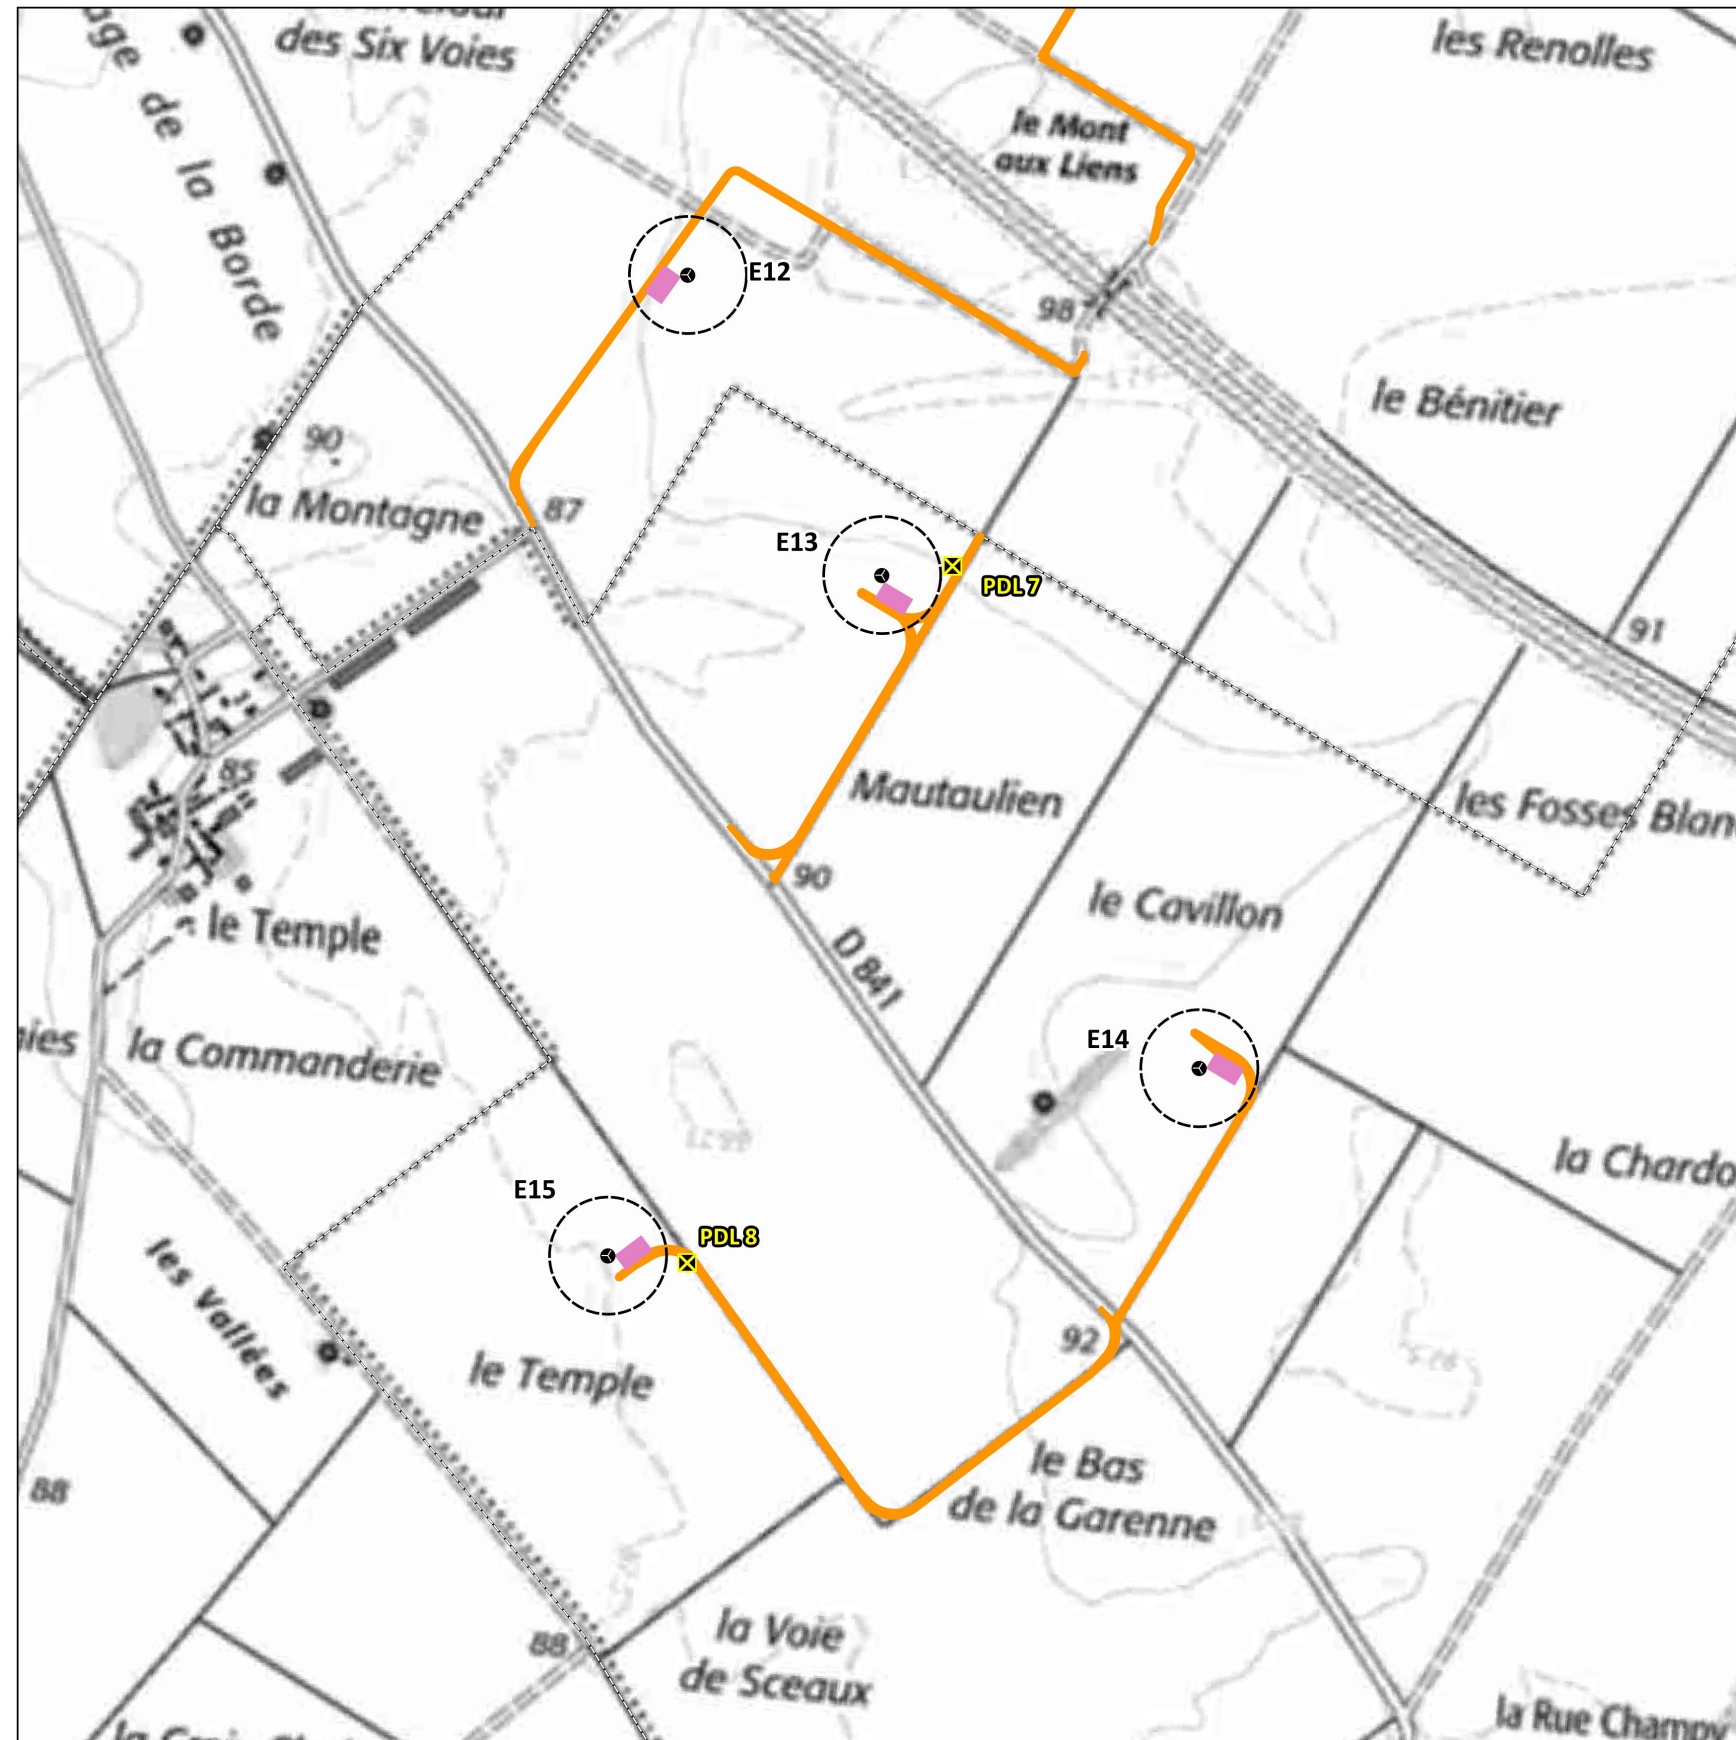 des Six Voies
les Renolles
de la Borde
le Mont
aux Liens
E12
98
le Bénitier
90
la Montagne
87
E13
PDL 7
91
85
Mautaulien
les Fosses Blan
90
le Cavillon
le Temple
D 841
la Commanderie
E14
la Chardo
E15
PDL 8
les Vallées
92
le Temple
le Bas
de la Garenne
88
88
la Voie
de Sceaux
la Rue Champy